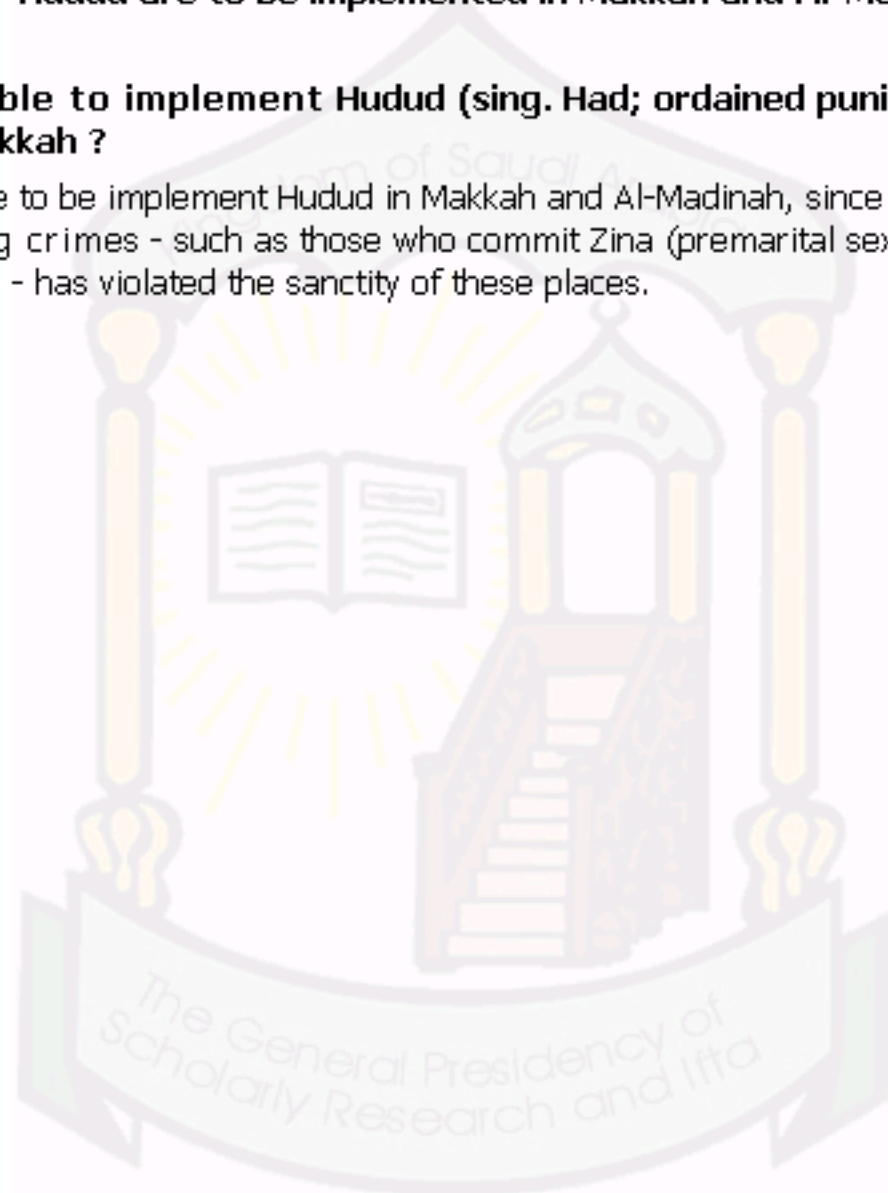 Hudud are to be implemented in Makkah and
ble to implement Hudud (sing. Had; ordained puni
kkah ?
e to be implement Hudud in Makkah and Al-Madinah, since
g crimes - such as those who commit Zina (premarital sex
- has violated the sanctity of these places.
Kingdom of Saudi Arabia
The General Presidency of
Scholarly Research and Ifta